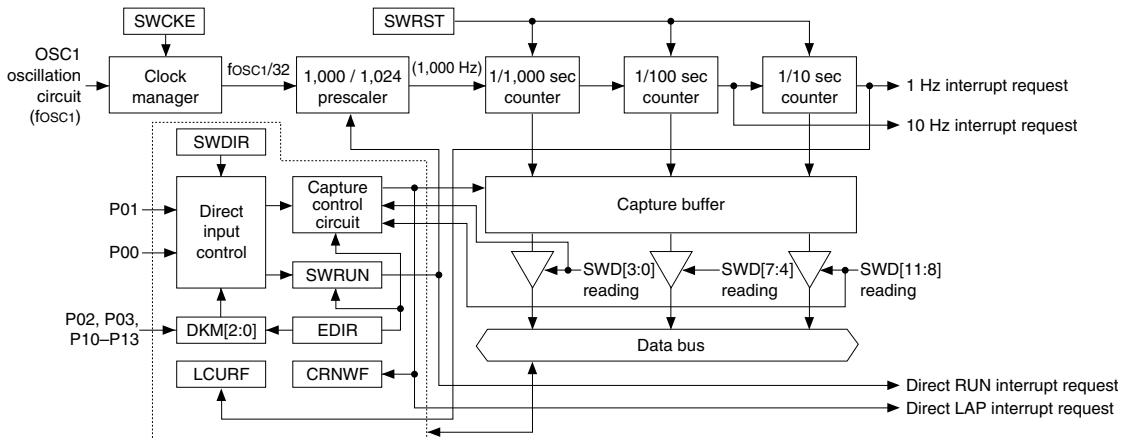 SWCKE
SWRST
OSC1
oscillation
circuit
(fOSC1)
Clock
manager
fOSC1/32
1,000 / 1,024
prescaler
(1,000 Hz)
1/1,000 sec
counter
1/100 sec
counter
1/10 sec
counter
1 Hz interrupt request
10 Hz interrupt request
SWDIR
P01
P00
Direct
input
control
Capture
control
circuit
Capture buffer
SWRUN
SWD[3:0]
reading
SWD[7:4]
reading
SWD[11:8]
reading
P02, P03,
P10–P13
DKM[2:0]
EDIR
Data bus
LCURF
CRNWF
Direct RUN interrupt request
Direct LAP interrupt request